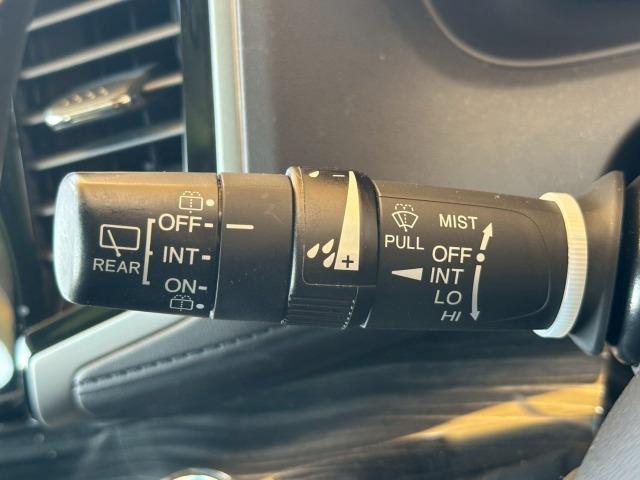 OFF
INT
ON
REAR
- 
+
PULL
MIST
OFF
INT
LO
HI